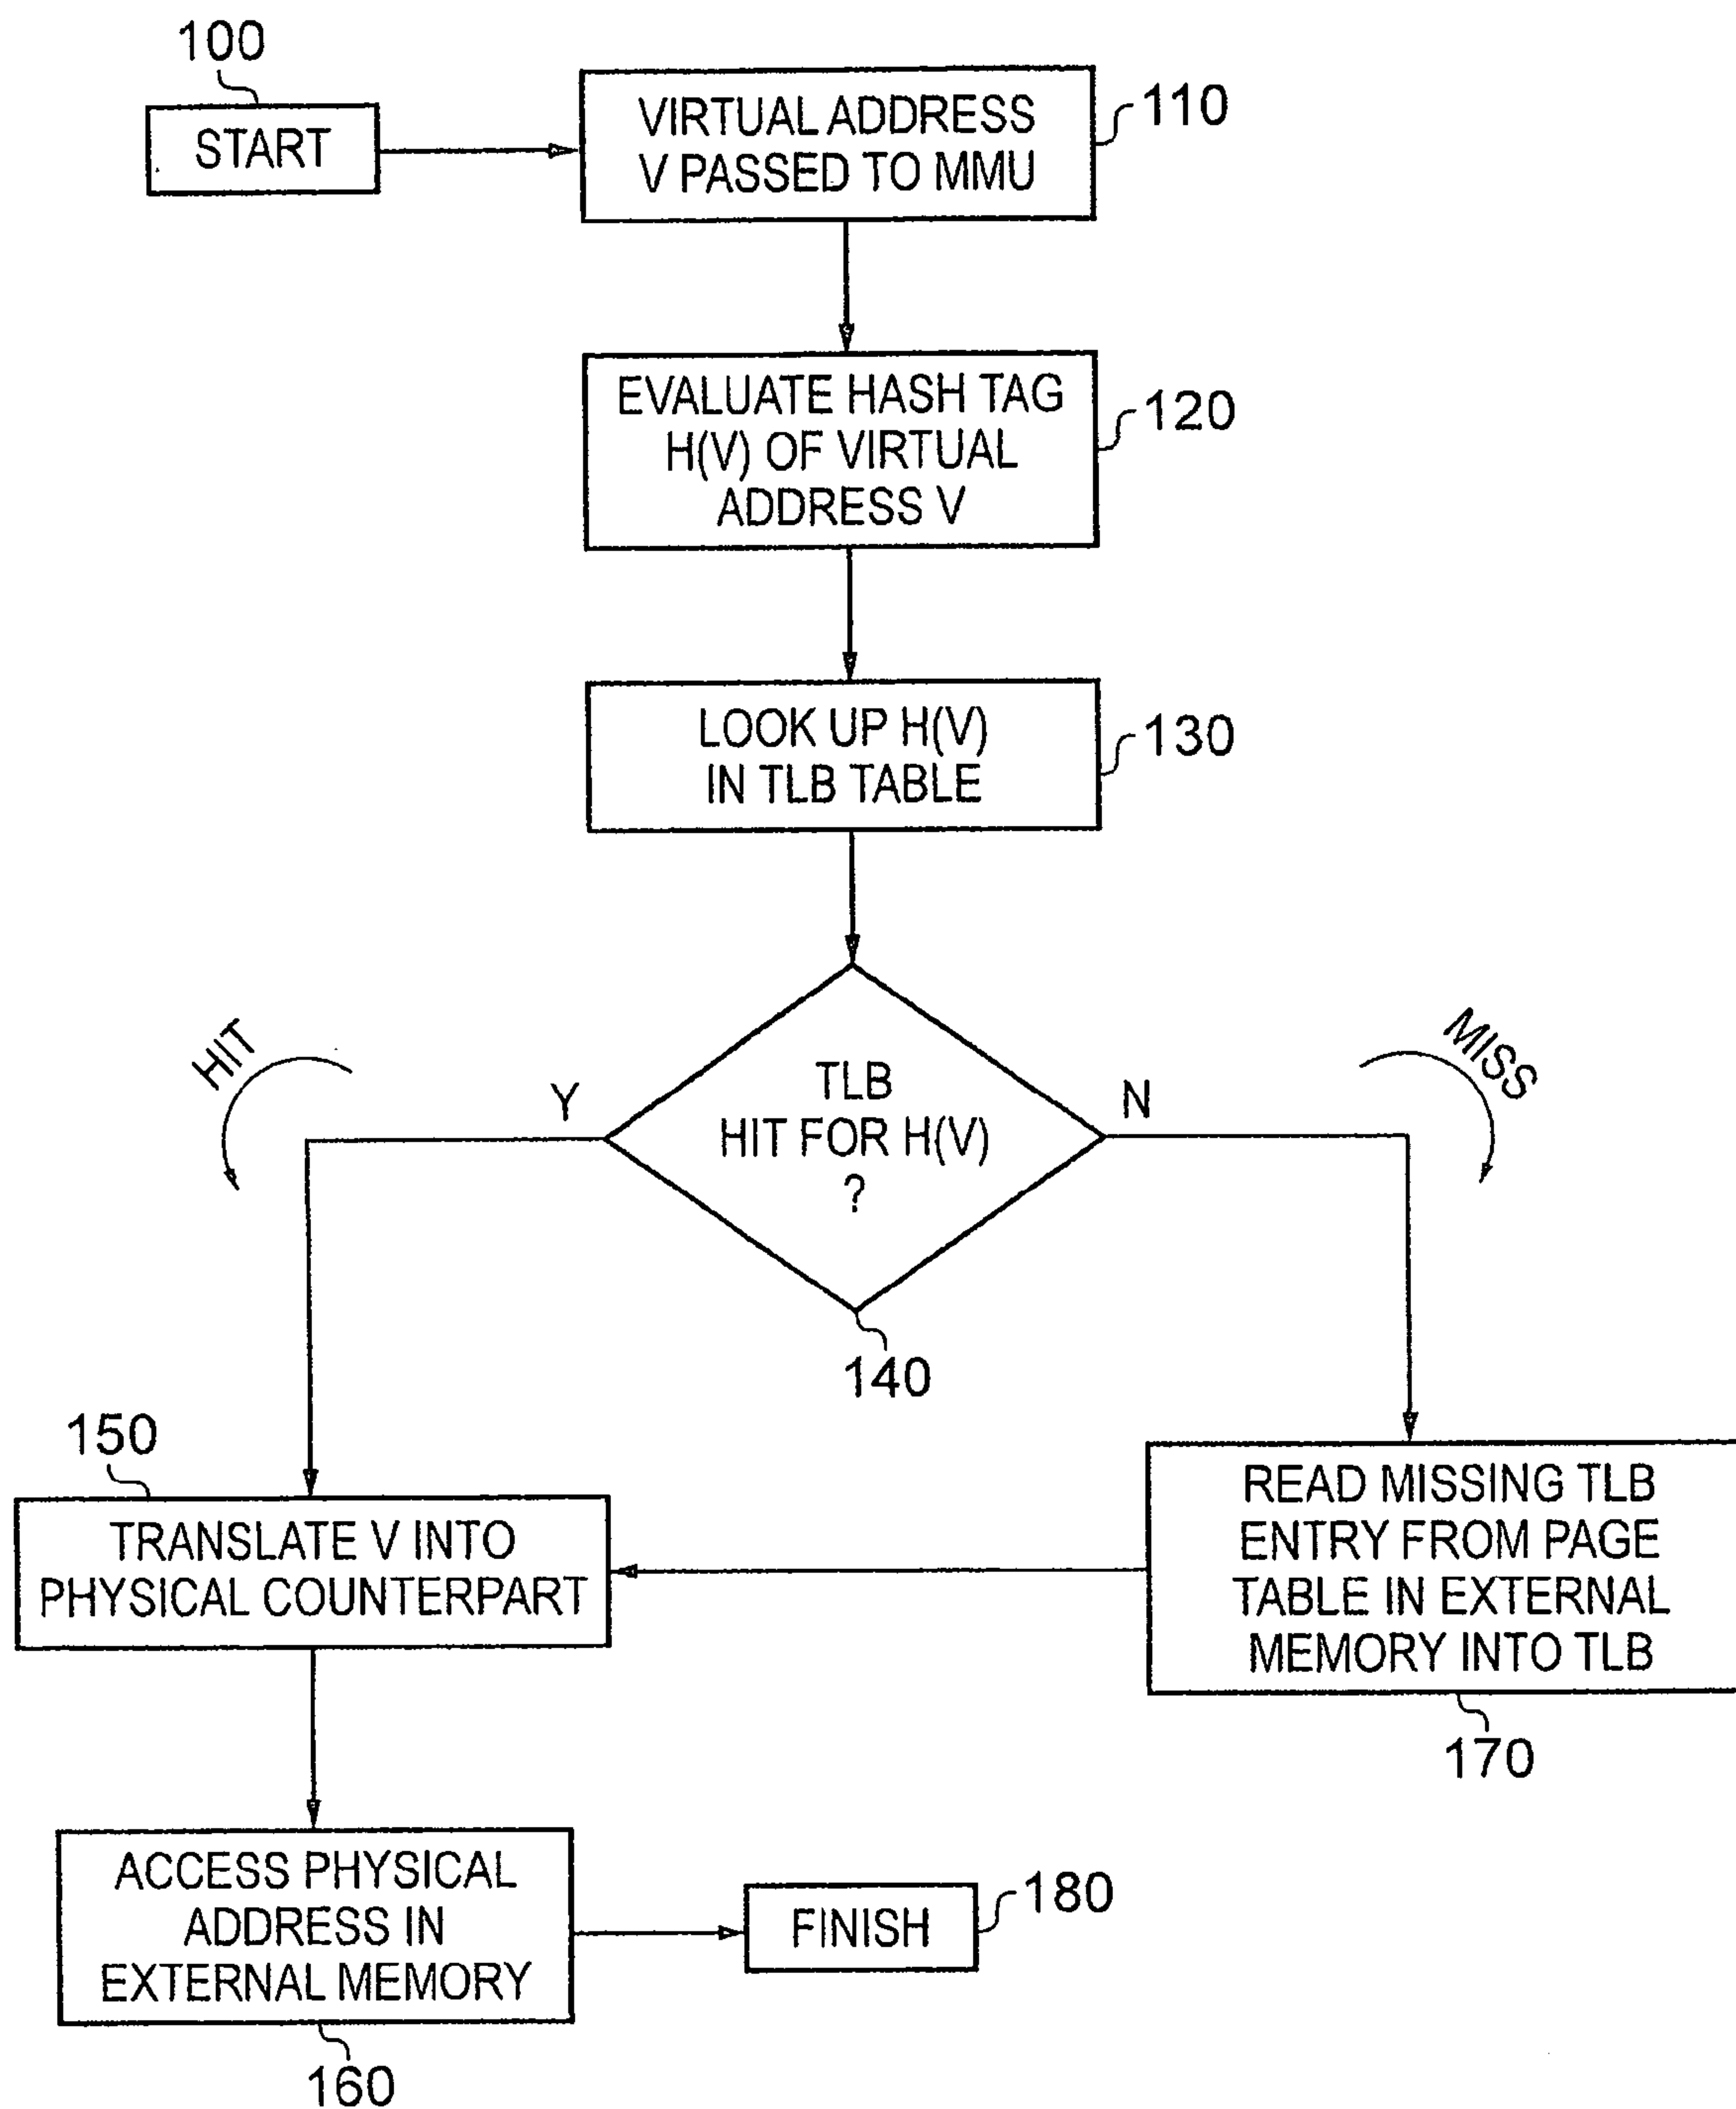 100
START
VIRTUAL ADDRESS
V PASSED TO MMU
110
EVALUATE HASH TAG
H(V) OF VIRTUAL
ADDRESS V
120
LOOK UP H(V)
IN TLB TABLE
130
HIT
Y
TLB
HIT FOR H(V)
?
N
MISS
140
150
TRANSLATE V INTO
PHYSICAL COUNTERPART
READ MISSING TLB
ENTRY FROM PAGE
TABLE IN EXTERNAL
MEMORY INTO TLB
170
ACCESS PHYSICAL
ADDRESS IN
EXTERNAL MEMORY
160
FINISH
180